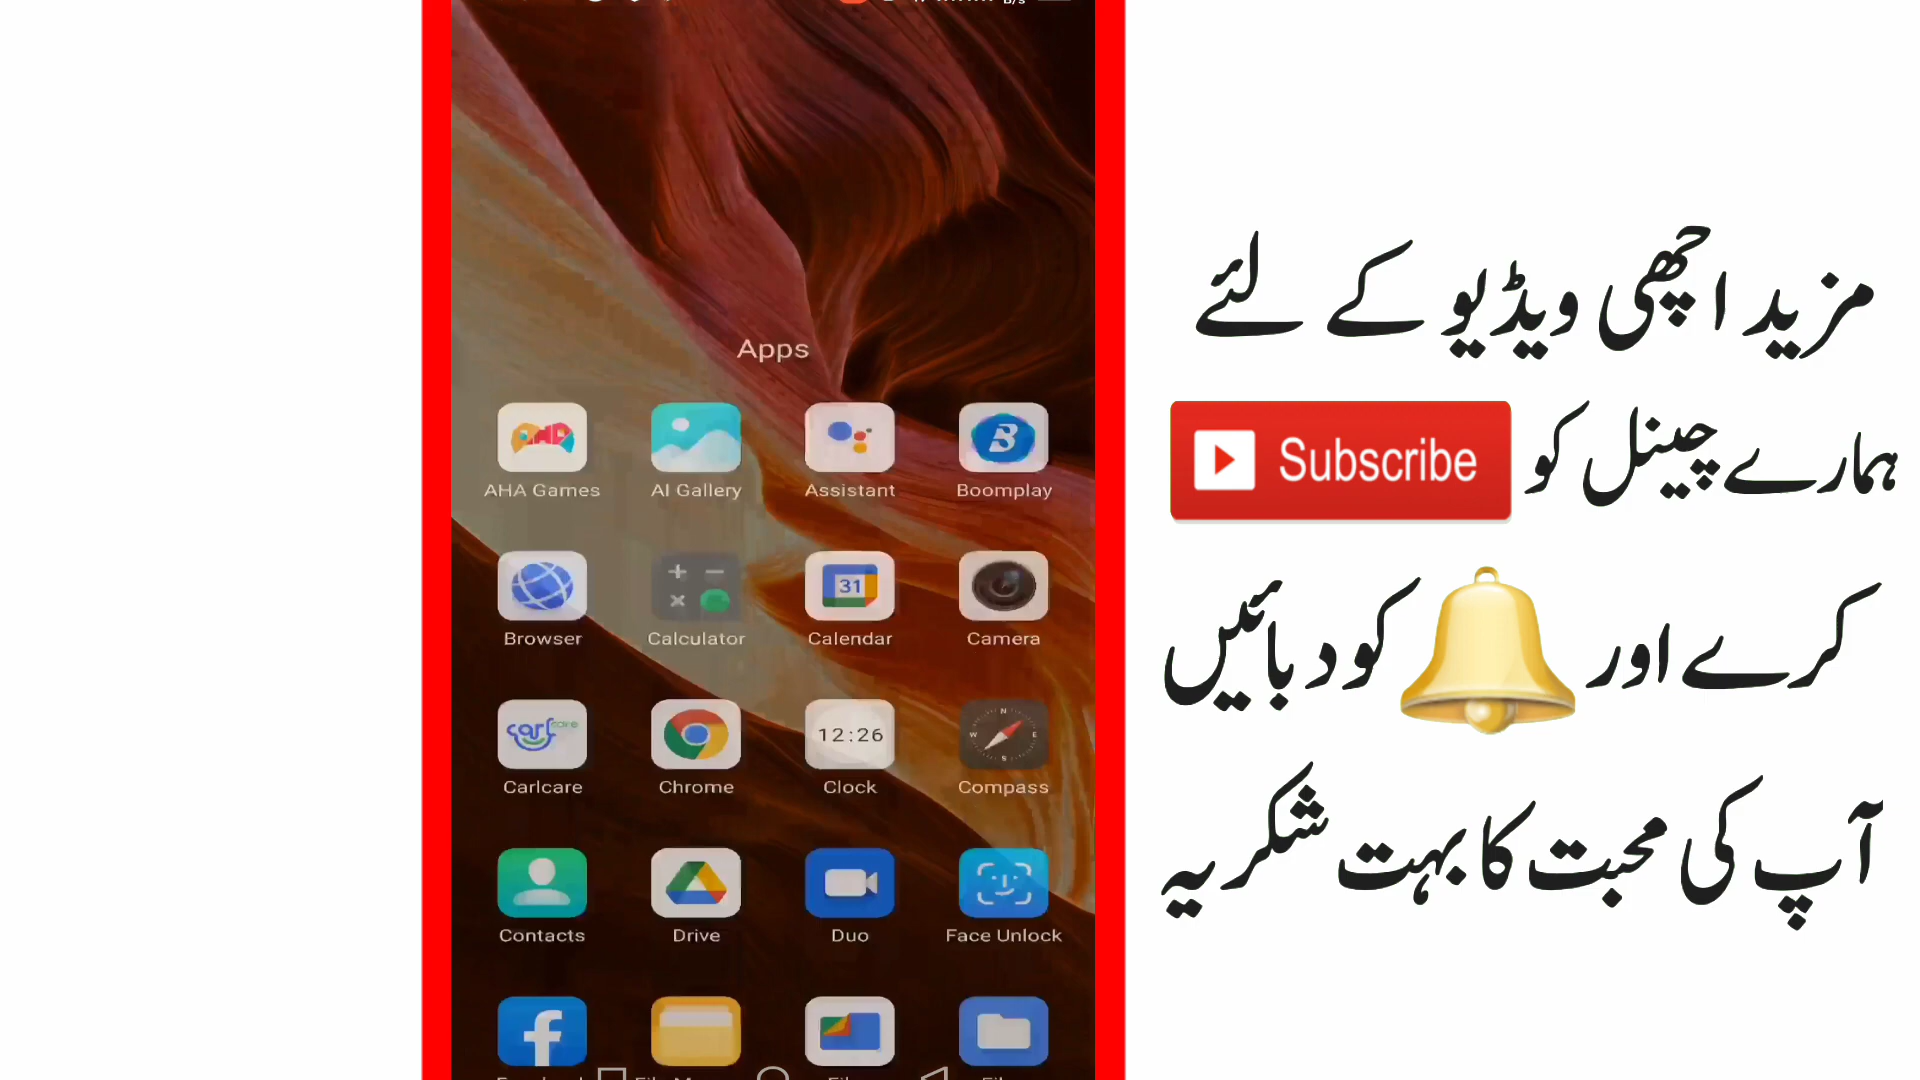 B/s
Apps
AHA Games AI Gallery Assistant Boomplay
31
Browser Calculator Calendar Camera
carl care 12:26 N E S W
Carlcare Chrome Clock Compass
Contacts Drive Duo Face Unlock
مزید اچھی ویڈیو کے لئے
ہمارے چینل کو Subscribe
کرے اور کو دبائیں
آپ کی محبت کا بہت شکریہ